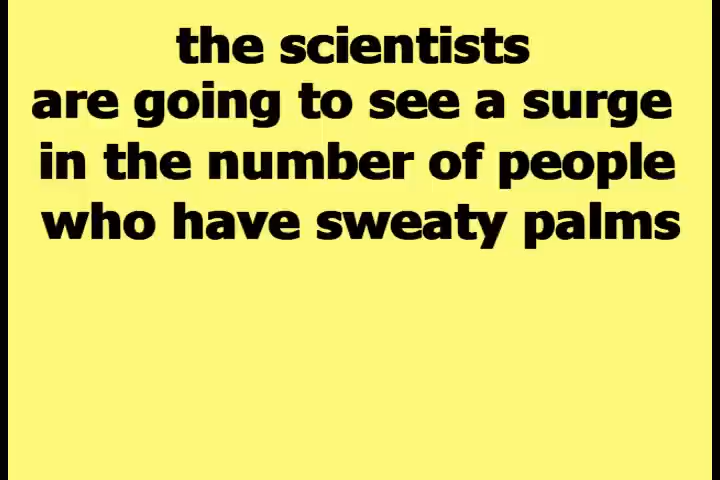 the scientists
are going to see a surge
in the number of people
who have sweaty palms